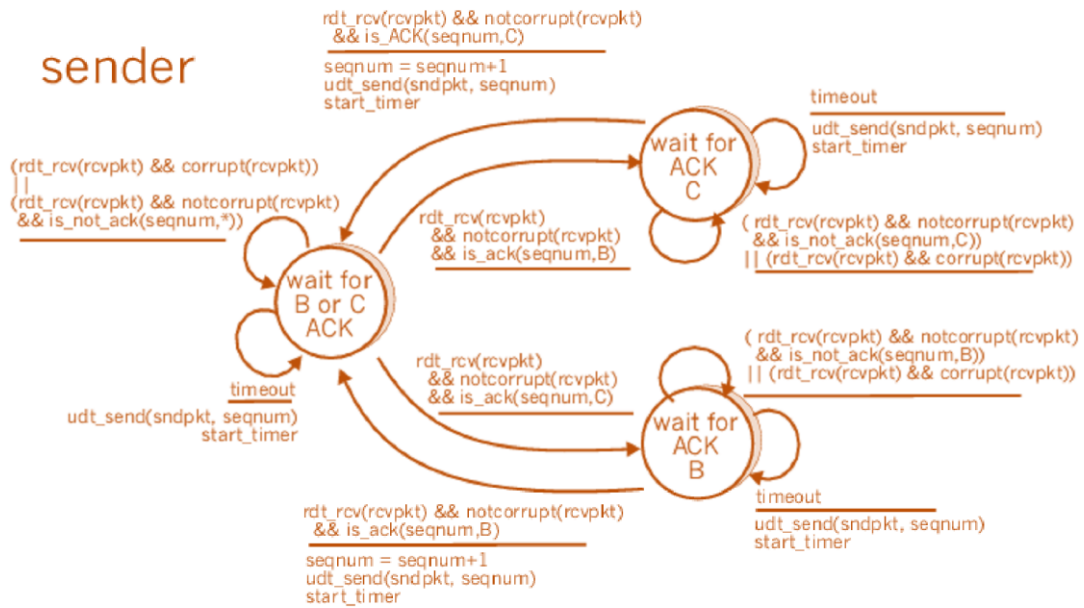 sender
rdt_rcv(rcvpkt) && notcorrupt(rcvpkt)
&& is_ACK(seqnum,C)
seqnum = seqnum+1
udt_send(sndpkt, seqnum)
start_timer
timeout
udt_send(sndpkt, seqnum)
start_timer
wait for
ACK
C
(rdt_rcv(rcvpkt) && corrupt(rcvpkt))
||
(rdt_rcv(rcvpkt) && notcorrupt(rcvpkt)
&& is_not_ack(seqnum,*))
rdt_rcv(rcvpkt)
&& notcorrupt(rcvpkt)
&& is_ack(seqnum,B)
( rdt_rcv(rcvpkt) && notcorrupt(rcvpkt)
&& is_not_ack(seqnum,C))
|| (rdt_rcv(rcvpkt) && corrupt(rcvpkt))
wait for
B or C
ACK
timeout
udt_send(sndpkt, seqnum)
start_timer
rdt_rcv(rcvpkt)
&& notcorrupt(rcvpkt)
&& is_ack(seqnum,C)
( rdt_rcv(rcvpkt) && notcorrupt(rcvpkt)
&& is_not_ack(seqnum,B))
|| (rdt_rcv(rcvpkt) && corrupt(rcvpkt))
wait for
ACK
B
timeout
udt_send(sndpkt, seqnum)
start_timer
rdt_rcv(rcvpkt) && notcorrupt(rcvpkt)
&& is_ack(seqnum,B)
seqnum = seqnum+1
udt_send(sndpkt, seqnum)
start_timer